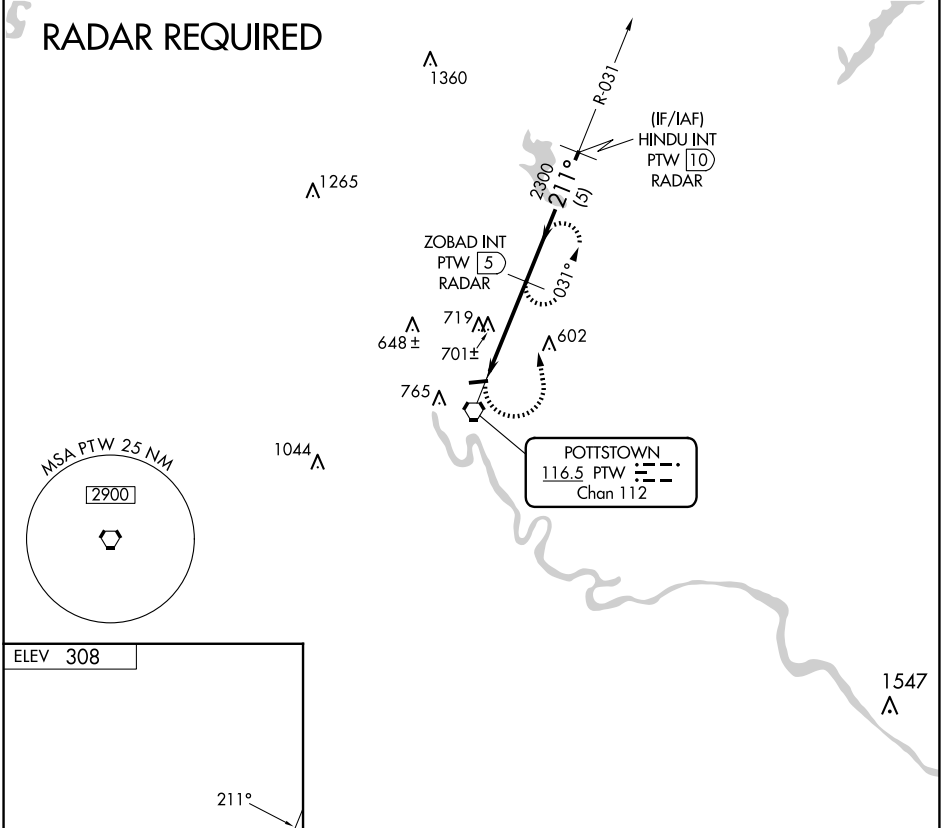 RADAR REQUIRED
1360
R-031
(IF/IAF)
HINDU INT
PTW 10
RADAR
1265
2300
211°
(5)
ZOBAD INT
PTW 5
RADAR
031°
719
648 ±
701±
602
765
1044
POTTSTOWN
116.5 PTW
Chan 112
MSA PTW 25 NM
2900
ELEV 308
1547
211°